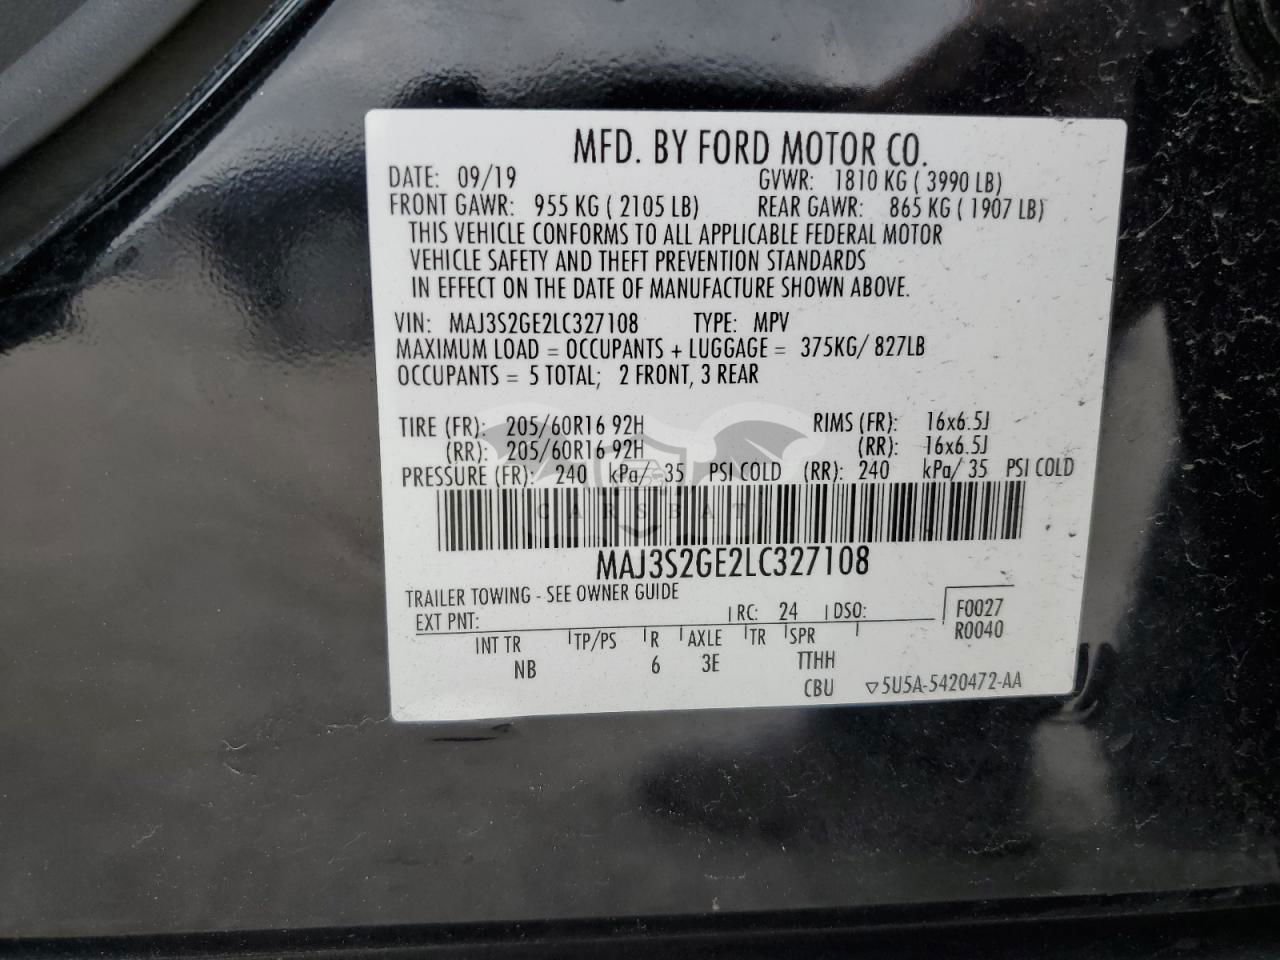 MFD. BY FORD MOTOR CO.
DATE: 09/19 GVWR: 1810 KG ( 3990 LB)
FRONT GAWR: 955 KG ( 2105 LB) REAR GAWR: 865 KG ( 1907 LB)
THIS VEHICLE CONFORMS TO ALL APPLICABLE FEDERAL MOTOR
VEHICLE SAFETY AND THEFT PREVENTION STANDARDS
IN EFFECT ON THE DATE OF MANUFACTURE SHOWN ABOVE.
VIN: MAJ3S2GE2LC327108 TYPE: MPV
MAXIMUM LOAD = OCCUPANTS + LUGGAGE = 375KG/ 827LB
OCCUPANTS = 5 TOTAL; 2 FRONT, 3 REAR
TIRE (FR): 205/60R16 92H RIMS (FR): 16x6.5J
(RR): 205/60R16 92H (RR): 16x6.5J
PRESSURE (FR): 240 kPa/ 35 PSI COLD (RR): 240 kPa/ 35 PSI COLD
CARSBAT
MAJ3S2GE2LC327108
TRAILER TOWING - SEE OWNER GUIDE
EXT PNT: RC: 24 DSO: F0027
R0040
INT TR TP/PS R AXLE TR SPR
NB 6 3E TTHH
CBU 5U5A-5420472-AA